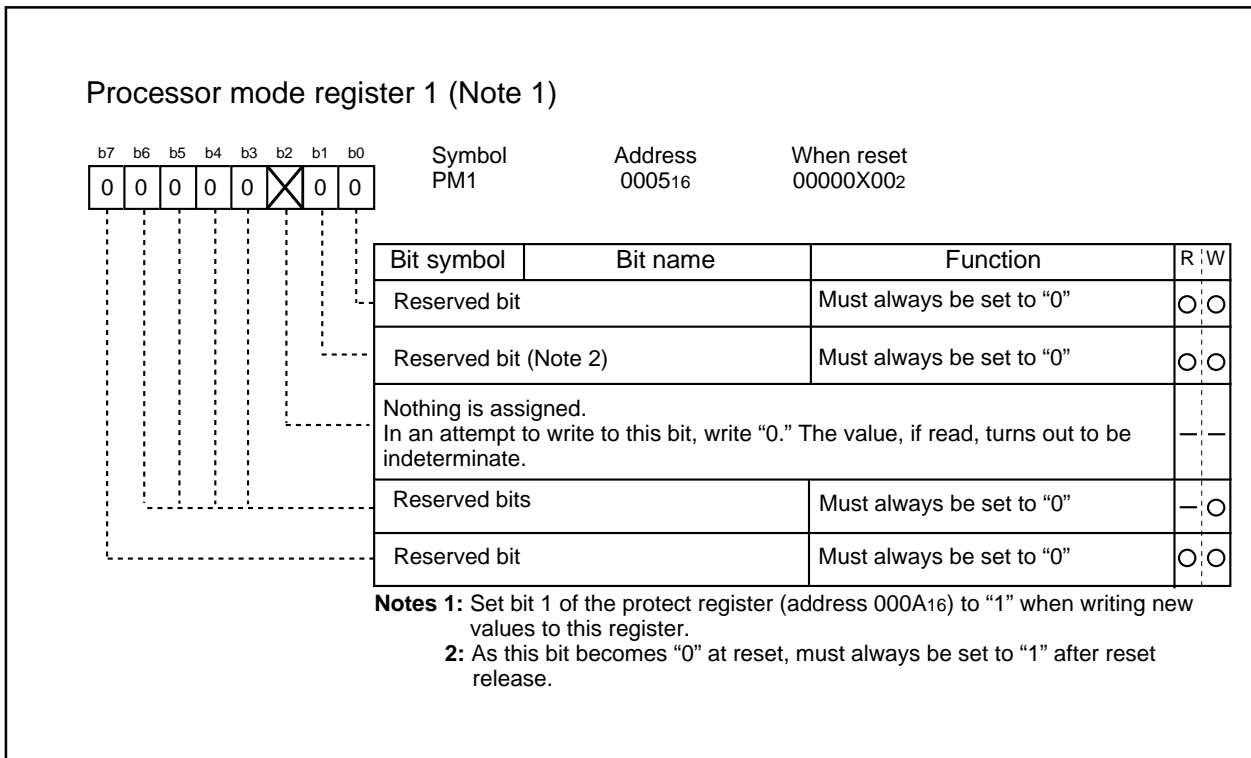 Processor mode register 1 (Note 1)
b7 b6 b5 b4 b3 b2 b1 b0
Symbol Address When reset
0 0 0 0 0 0 0
PM1 000516 00000X002
Bit symbol Bit name Function R W
Reserved bit Must always be set to “0”
Reserved bit (Note 2) Must always be set to “0”
Nothing is assigned.
In an attempt to write to this bit, write “0.” The value, if read, turns out to be
indeterminate.
Reserved bits Must always be set to “0”
Reserved bit Must always be set to “0”
Notes 1: Set bit 1 of the protect register (address 000A16) to “1” when writing new
values to this register.
2: As this bit becomes “0” at reset, must always be set to “1” after reset
release.